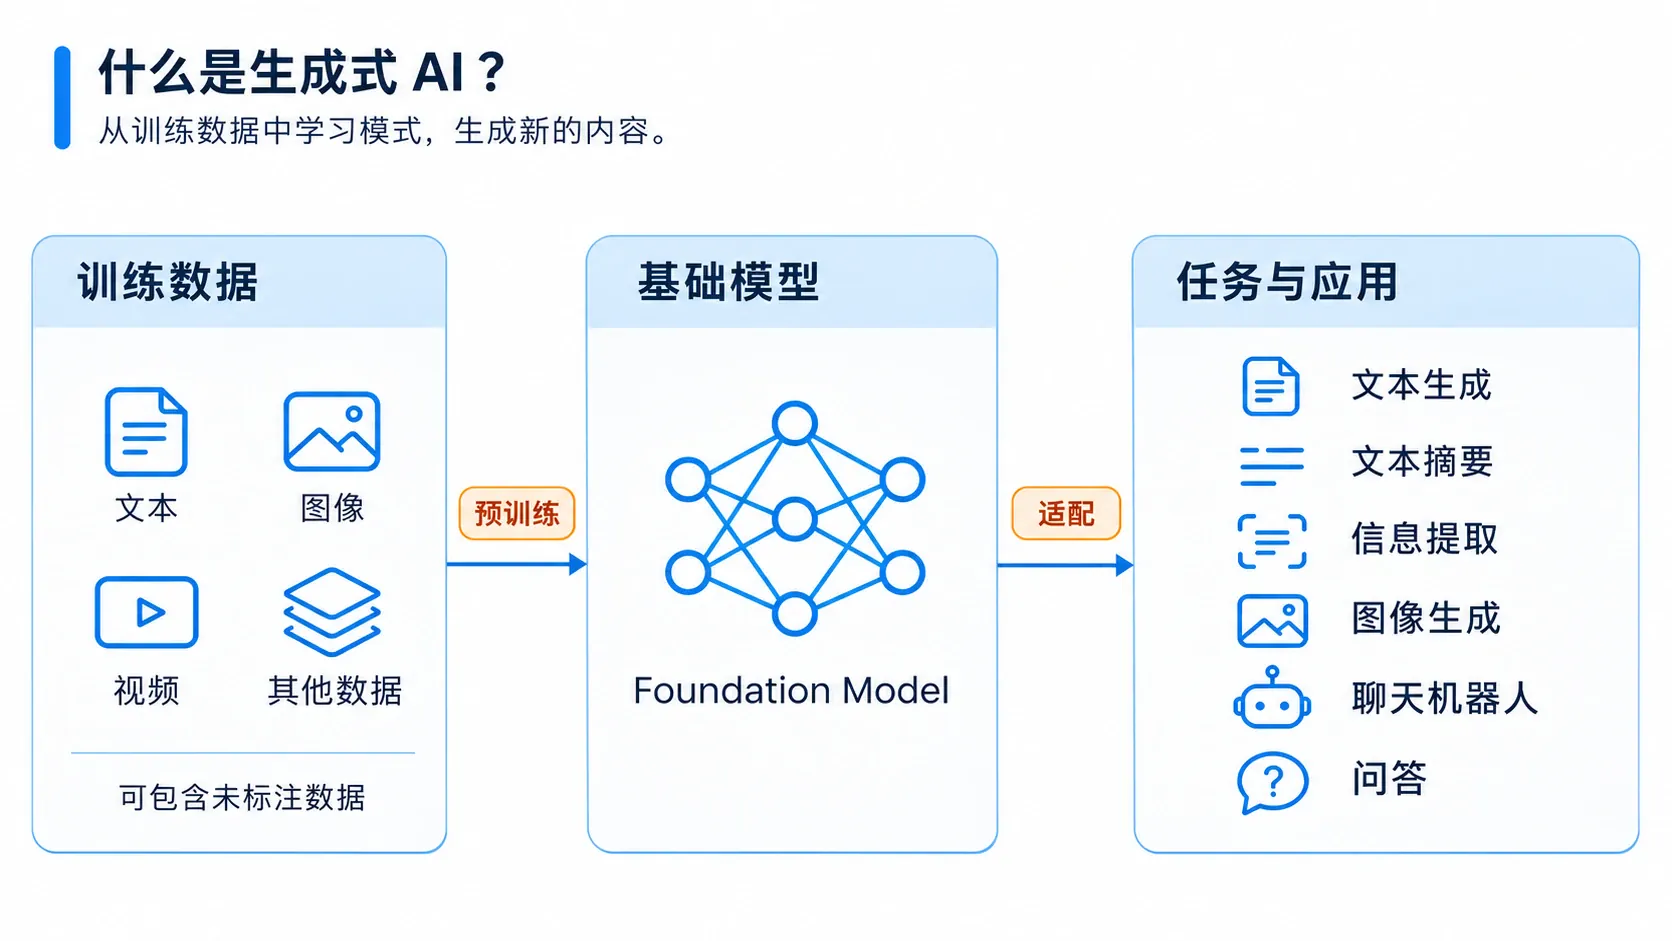 什么是生成式 AI？
从训练数据中学习模式，生成新的内容。
训练数据
文本
图像
视频
其他数据
可包含未标注数据
预训练
基础模型
Foundation Model
适配
任务与应用
文本生成
文本摘要
信息提取
图像生成
聊天机器人
问答